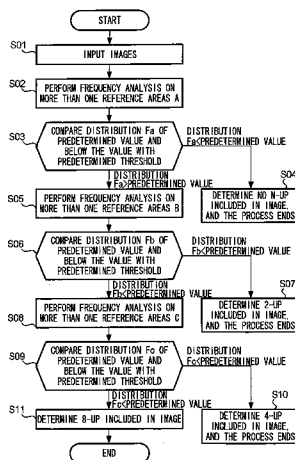 START
S01
INPUT IMAGES
S02
PERFORM FREQUENCY ANALYSIS ON
MORE THAN ONE REFERENCE AREAS A
S03
COMPARE DISTRIBUTION Fa OF
PREDETERMINED VALUE AND
BELOW THE VALUE WITH
PREDETERMINED THRESHOLD
DISTRIBUTION
Fa<PREDETERMINED VALUE
S04
DETERMINE NO N-UP
INCLUDED IN IMAGE,
AND THE PROCESS ENDS
DISTRIBUTION
Fa>PREDETERMINED VALUE
S05
PERFORM FREQUENCY ANALYSIS ON
MORE THAN ONE REFERENCE AREAS B
S06
COMPARE DISTRIBUTION Fb OF
PREDETERMINED VALUE AND
BELOW THE VALUE WITH
PREDETERMINED THRESHOLD
DISTRIBUTION
Fb>PREDETERMINED VALUE
S07
DETERMINE 2-UP
INCLUDED IN IMAGE,
AND THE PROCESS ENDS
DISTRIBUTION
Fb<PREDETERMINED VALUE
S08
PERFORM FREQUENCY ANALYSIS ON
MORE THAN ONE REFERENCE AREAS C
S09
COMPARE DISTRIBUTION Fc OF
PREDETERMINED VALUE AND
BELOW THE VALUE WITH
PREDETERMINED THRESHOLD
DISTRIBUTION
Fc<PREDETERMINED VALUE
S10
DETERMINE 4-UP
INCLUDED IN IMAGE,
AND THE PROCESS ENDS
DISTRIBUTION
Fc<PREDETERMINED VALUE
S11
DETERMINE 8-UP INCLUDED IN IMAGE
END